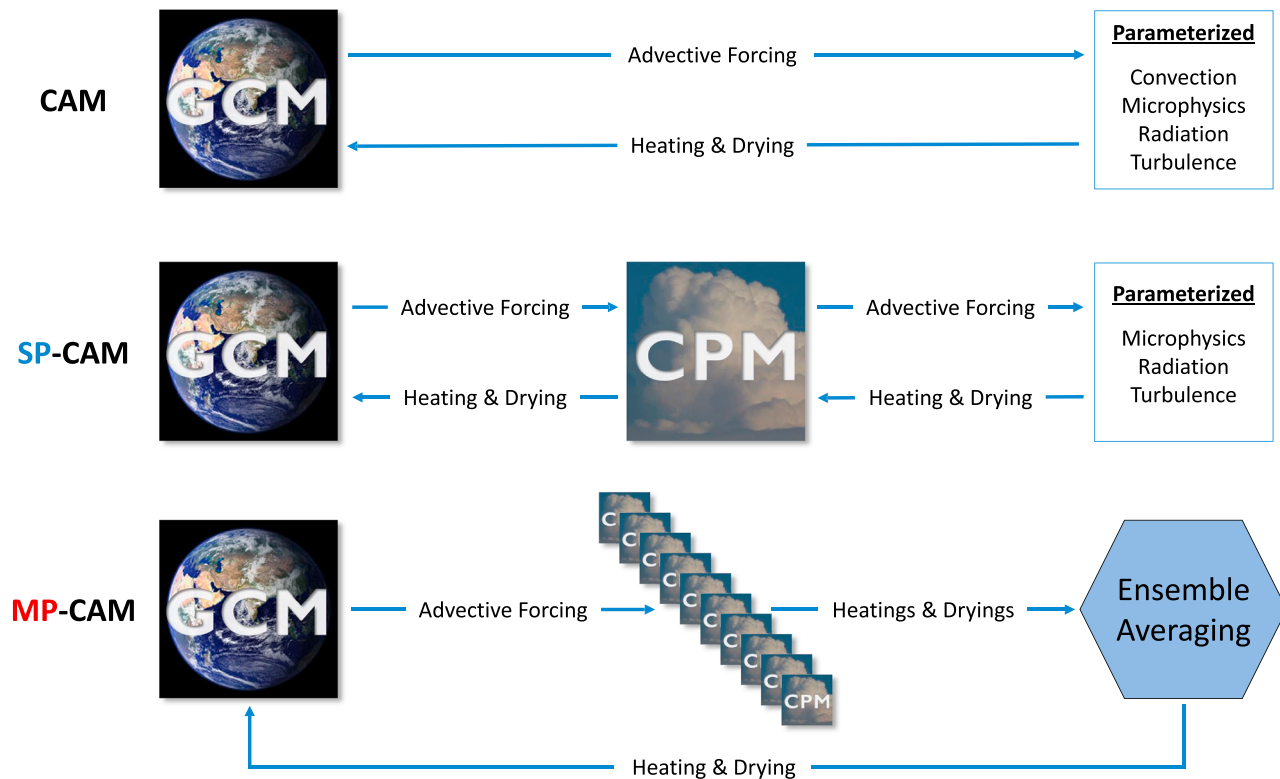 CAM
GCM
Advective Forcing
Heating & Drying
Parameterized
Convection
Microphysics
Radiation
Turbulence
SP-CAM
GCM
Advective Forcing
Heating & Drying
CPM
Advective Forcing
Heating & Drying
Parameterized
Microphysics
Radiation
Turbulence
MP-CAM
GCM
Advective Forcing
C
C
C
C
C
C
C
C
C
CPM
Heatings & Dryings
Ensemble
Averaging
Heating & Drying